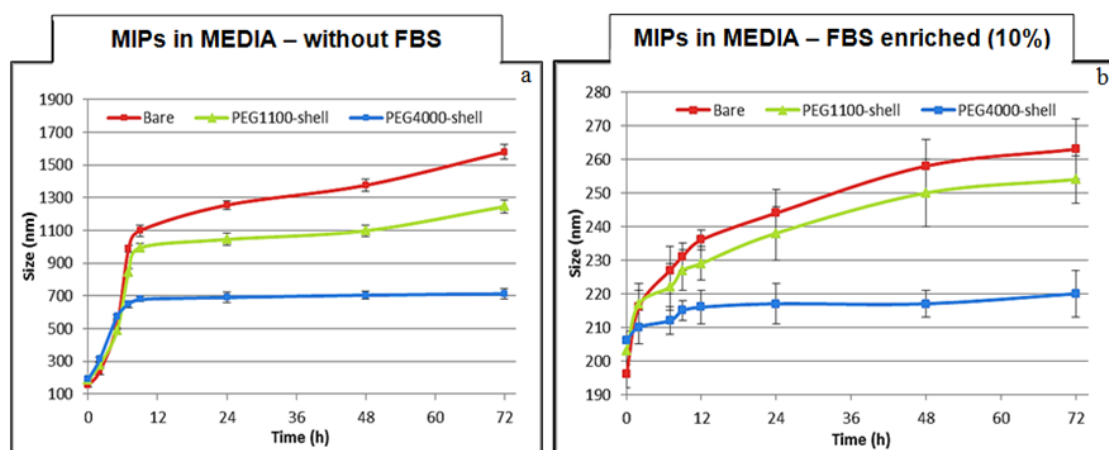 MIPs in MEDIA – without FBS
a
Bare PEG1100-shell PEG4000-shell
Size (nm)
1900
1700
1500
1300
1100
900
700
500
300
100
0 12 24 36 48 60 72
Time (h)
MIPs in MEDIA – FBS enriched (10%)
b
Bare PEG1100-shell PEG4000-shell
Size (nm)
280
270
260
250
240
230
220
210
200
190
0 12 24 36 48 60 72
Time (h)